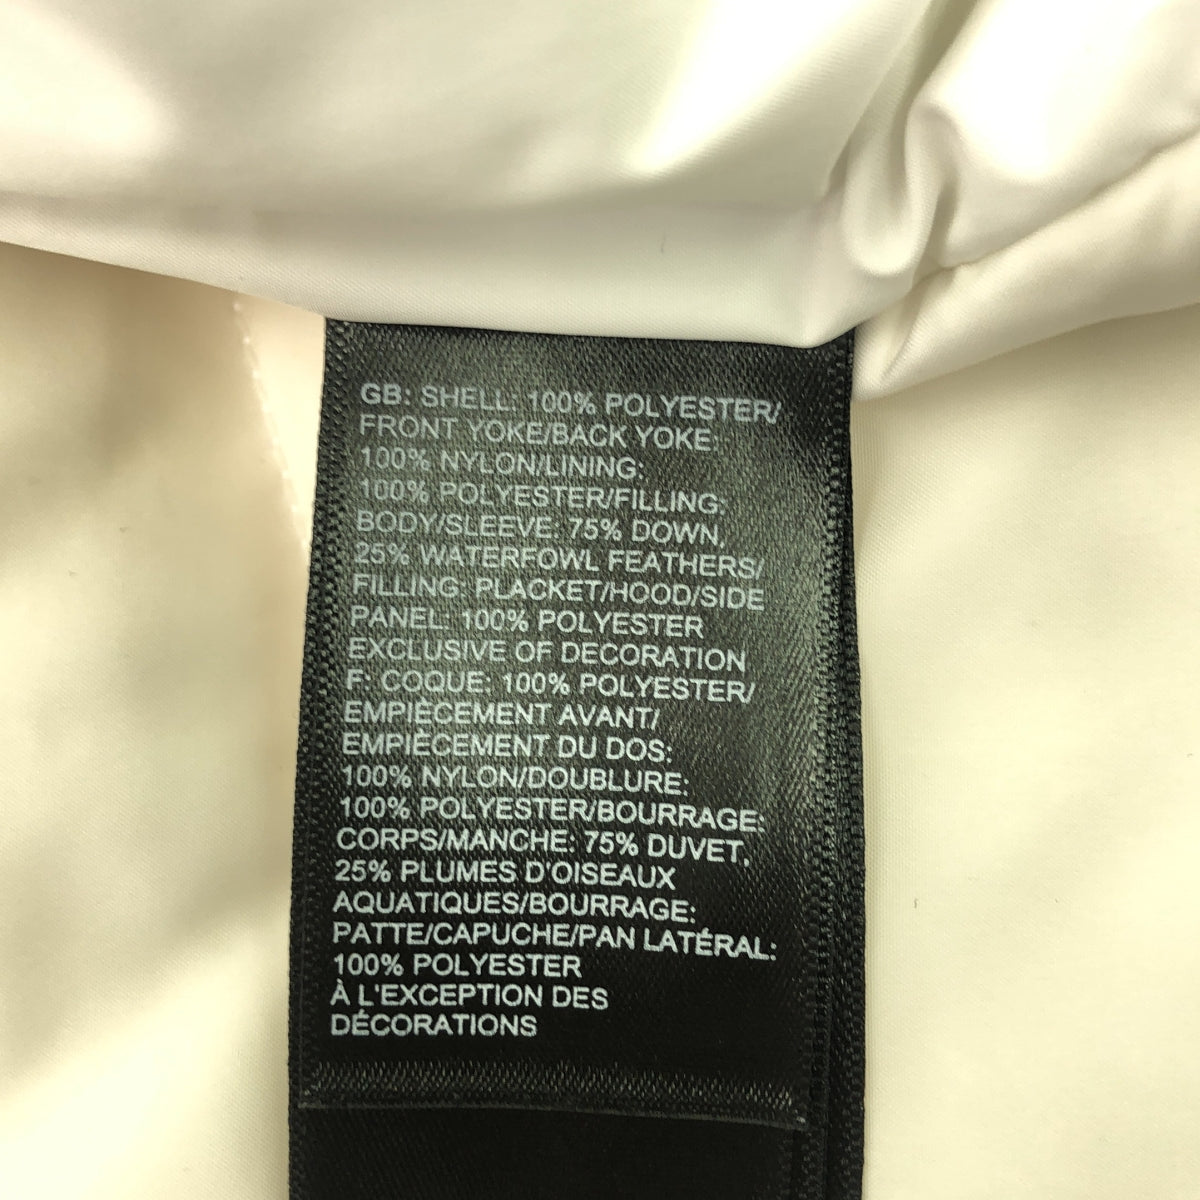 GB: SHELL: 100% POLYESTER/
FRONT YOKE/BACK YOKE:
100% NYLON/LINING:
100% POLYESTER/FILLING:
BODY/SLEEVE: 75% DOWN,
25% WATERFOWL FEATHERS/
FILLING: PLACKET/HOOD/SIDE
PANEL: 100% POLYESTER
EXCLUSIVE OF DECORATION
F: COQUE: 100% POLYESTER/
EMPIÈCEMENT AVANT/
EMPIÈCEMENT DU DOS:
100% NYLON/DOUBLURE:
100% POLYESTER/BOURRAGE:
CORPS/MANCHE: 75% DUVET,
25% PLUMES D'OISEAUX
AQUATIQUES/BOURRAGE:
PATTE/CAPUCHE/PAN LATÉRAL:
100% POLYESTER
À L'EXCEPTION DES
DÉCORATIONS